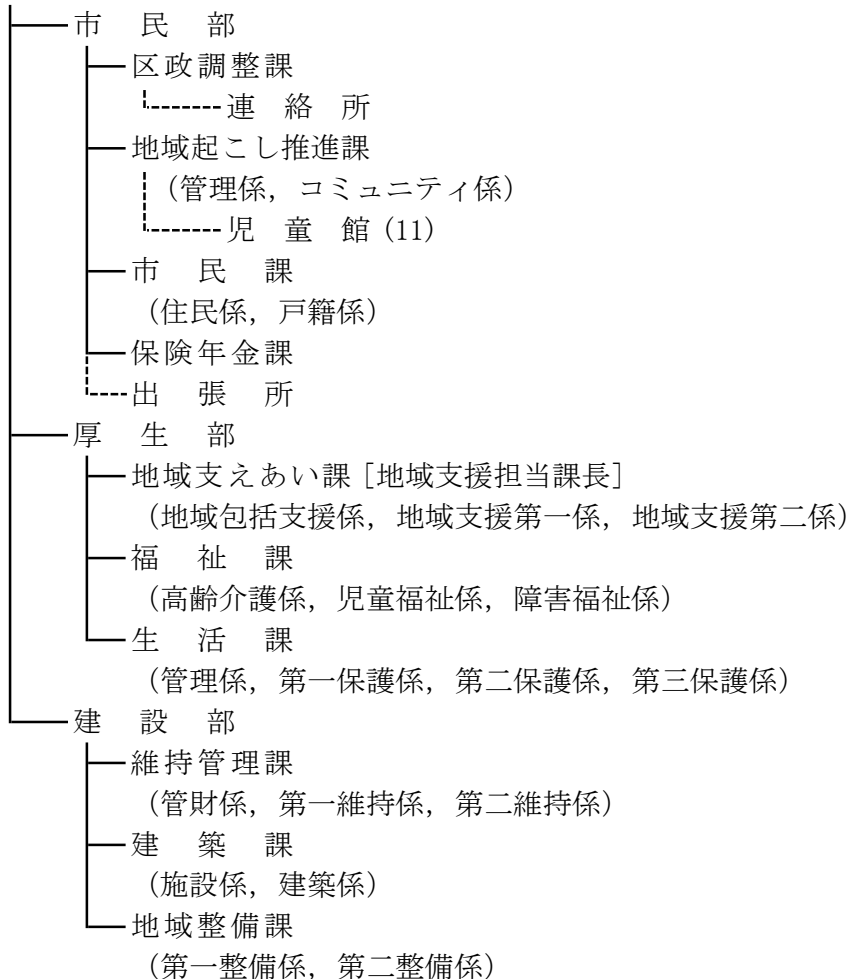 市民部
区政調整課
連絡所
地域起こし推進課
(管理係, コミュニティ係)
児童館 (11)
市民課
(住民係, 戸籍係)
保険年金課
出張所
厚生部
地域支えあい課 [地域支援担当課長]
(地域包括支援係, 地域支援第一係, 地域支援第二係)
福祉課
(高齢介護係, 児童福祉係, 障害福祉係)
生活課
(管理係, 第一保護係, 第二保護係, 第三保護係)
建設部
維持管理課
(管財係, 第一維持係, 第二維持係)
建築課
(施設係, 建築係)
地域整備課
(第一整備係, 第二整備係)